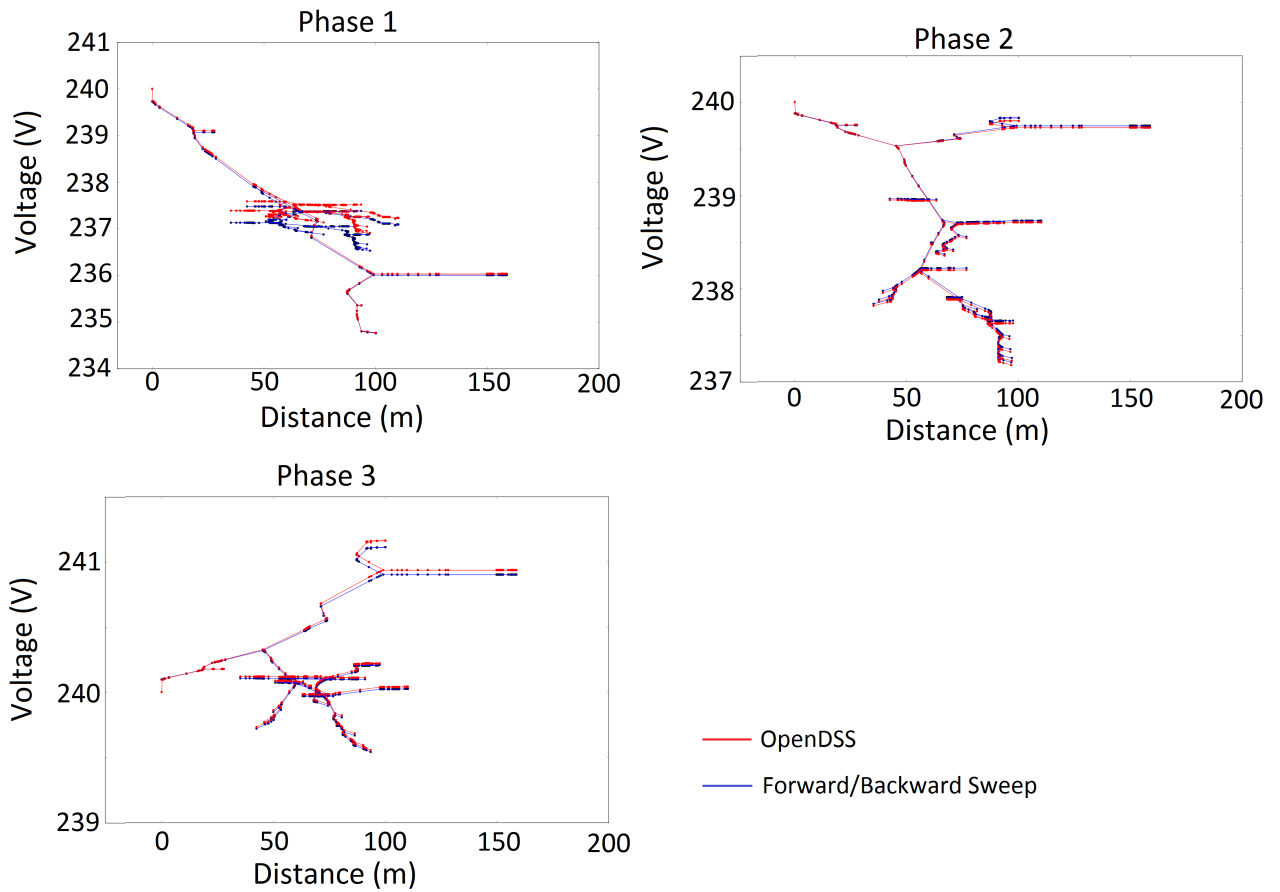 Phase 1
241
240
239
238
237
236
235
234
0 50 100 150 200
Voltage (V)
Distance (m)
Phase 2
240
239
238
237
0 50 100 150 200
Voltage (V)
Distance (m)
Phase 3
241
240
239
0 50 100 150 200
Voltage (V)
Distance (m)
OpenDSS
Forward/Backward Sweep